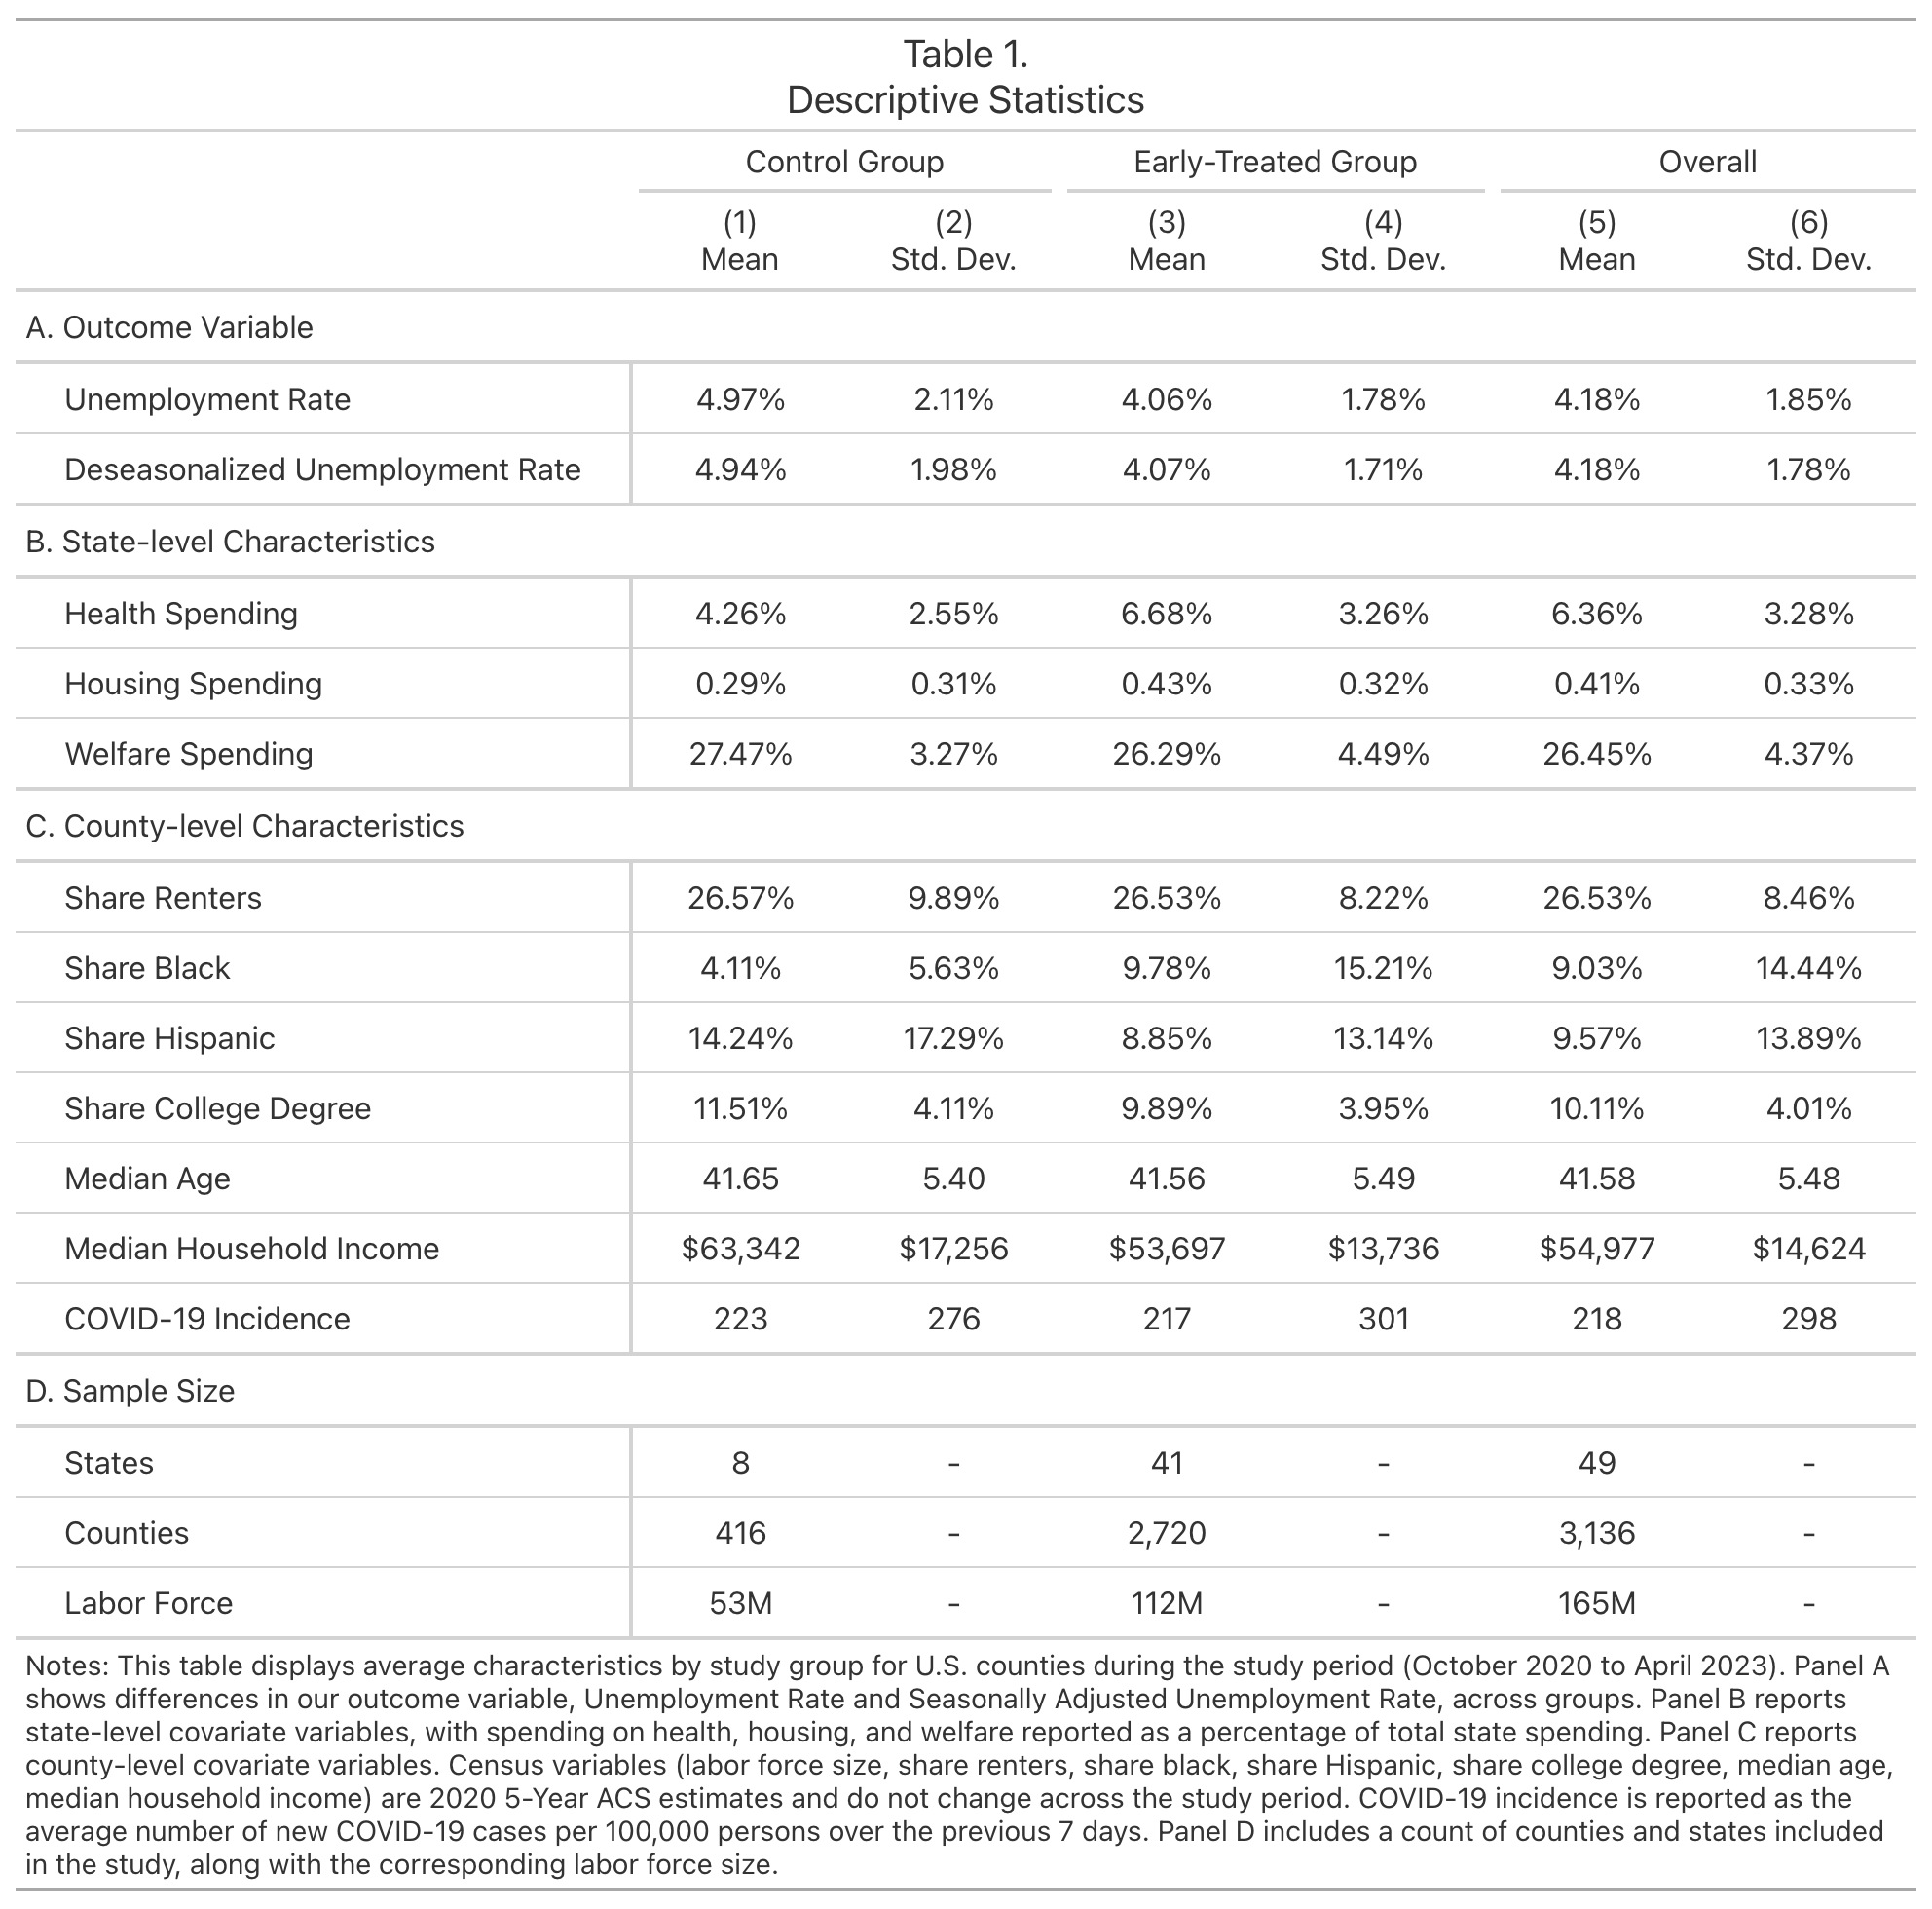 Table 1.
Descriptive Statistics
Control Group Early-Treated Group Overall
(1) (2) (3) (4) (5) (6)
Mean Std. Dev. Mean Std. Dev. Mean Std. Dev.
A. Outcome Variable
Unemployment Rate 4.97% 2.11% 4.06% 1.78% 4.18% 1.85%
Deseasonalized Unemployment Rate 4.94% 1.98% 4.07% 1.71% 4.18% 1.78%
B. State-level Characteristics
Health Spending 4.26% 2.55% 6.68% 3.26% 6.36% 3.28%
Housing Spending 0.29% 0.31% 0.43% 0.32% 0.41% 0.33%
Welfare Spending 27.47% 3.27% 26.29% 4.49% 26.45% 4.37%
C. County-level Characteristics
Share Renters 26.57% 9.89% 26.53% 8.22% 26.53% 8.46%
Share Black 4.11% 5.63% 9.78% 15.21% 9.03% 14.44%
Share Hispanic 14.24% 17.29% 8.85% 13.14% 9.57% 13.89%
Share College Degree 11.51% 4.11% 9.89% 3.95% 10.11% 4.01%
Median Age 41.65 5.40 41.56 5.49 41.58 5.48
Median Household Income $63,342 $17,256 $53,697 $13,736 $54,977 $14,624
COVID-19 Incidence 223 276 217 301 218 298
D. Sample Size
States 8 - 41 - 49 -
Counties 416 - 2,720 - 3,136 -
Labor Force 53M - 112M - 165M -
Notes: This table displays average characteristics by study group for U.S. counties during the study period (October 2020 to April 2023). Panel A
shows differences in our outcome variable, Unemployment Rate and Seasonally Adjusted Unemployment Rate, across groups. Panel B reports
state-level covariate variables, with spending on health, housing, and welfare reported as a percentage of total state spending. Panel C reports
county-level covariate variables. Census variables (labor force size, share renters, share black, share Hispanic, share college degree, median age,
median household income) are 2020 5-Year ACS estimates and do not change across the study period. COVID-19 incidence is reported as the
average number of new COVID-19 cases per 100,000 persons over the previous 7 days. Panel D includes a count of counties and states included
in the study, along with the corresponding labor force size.